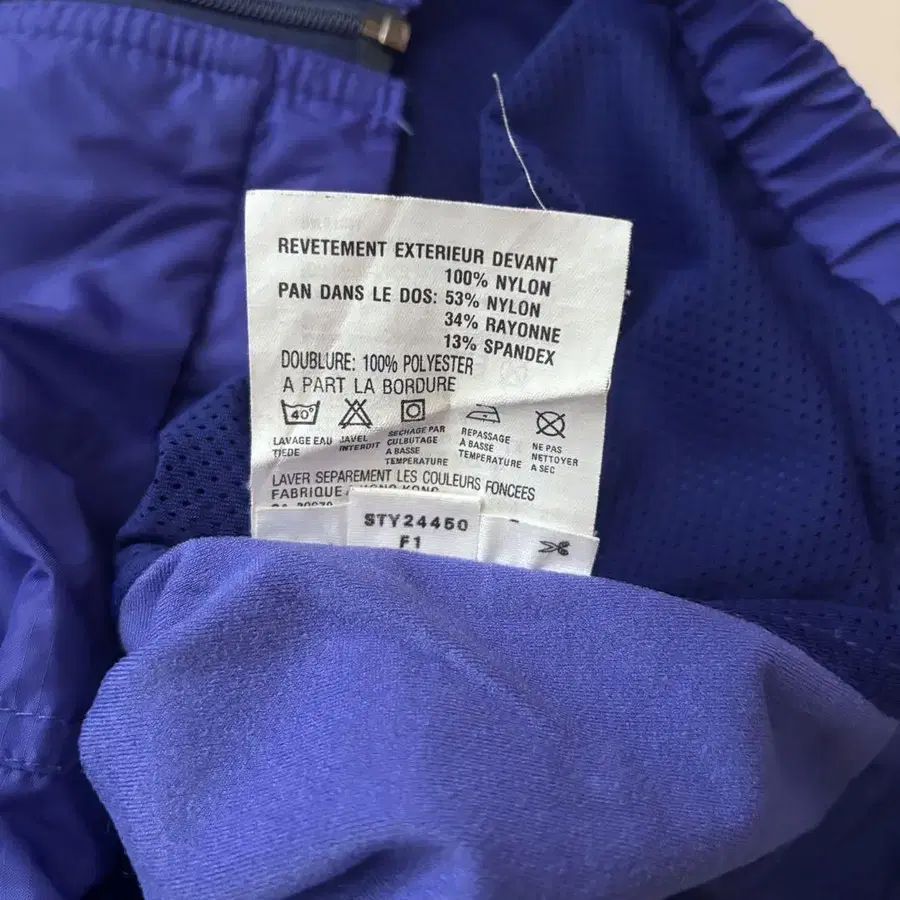 REVETEMENT EXTERIEUR DEVANT
100% NYLON
PAN DANS LE DOS: 53% NYLON
34% RAYONNE
13% SPANDEX
DOUBLURE: 100% POLYESTER
A PART LA BORDURE
40°
LAVAGE EAU TIEDE
JAVEL INTERDIT
SECHAGE PAR CULBUTAGE A BASSE TEMPERATURE
REPASSAGE A BASSE TEMPERATURE
NE PAS NETTOYER A SEC
LAVER SEPAREMENT LES COULEURS FONCEES
FABRIQUE A HONG KONG
STY24450
F1